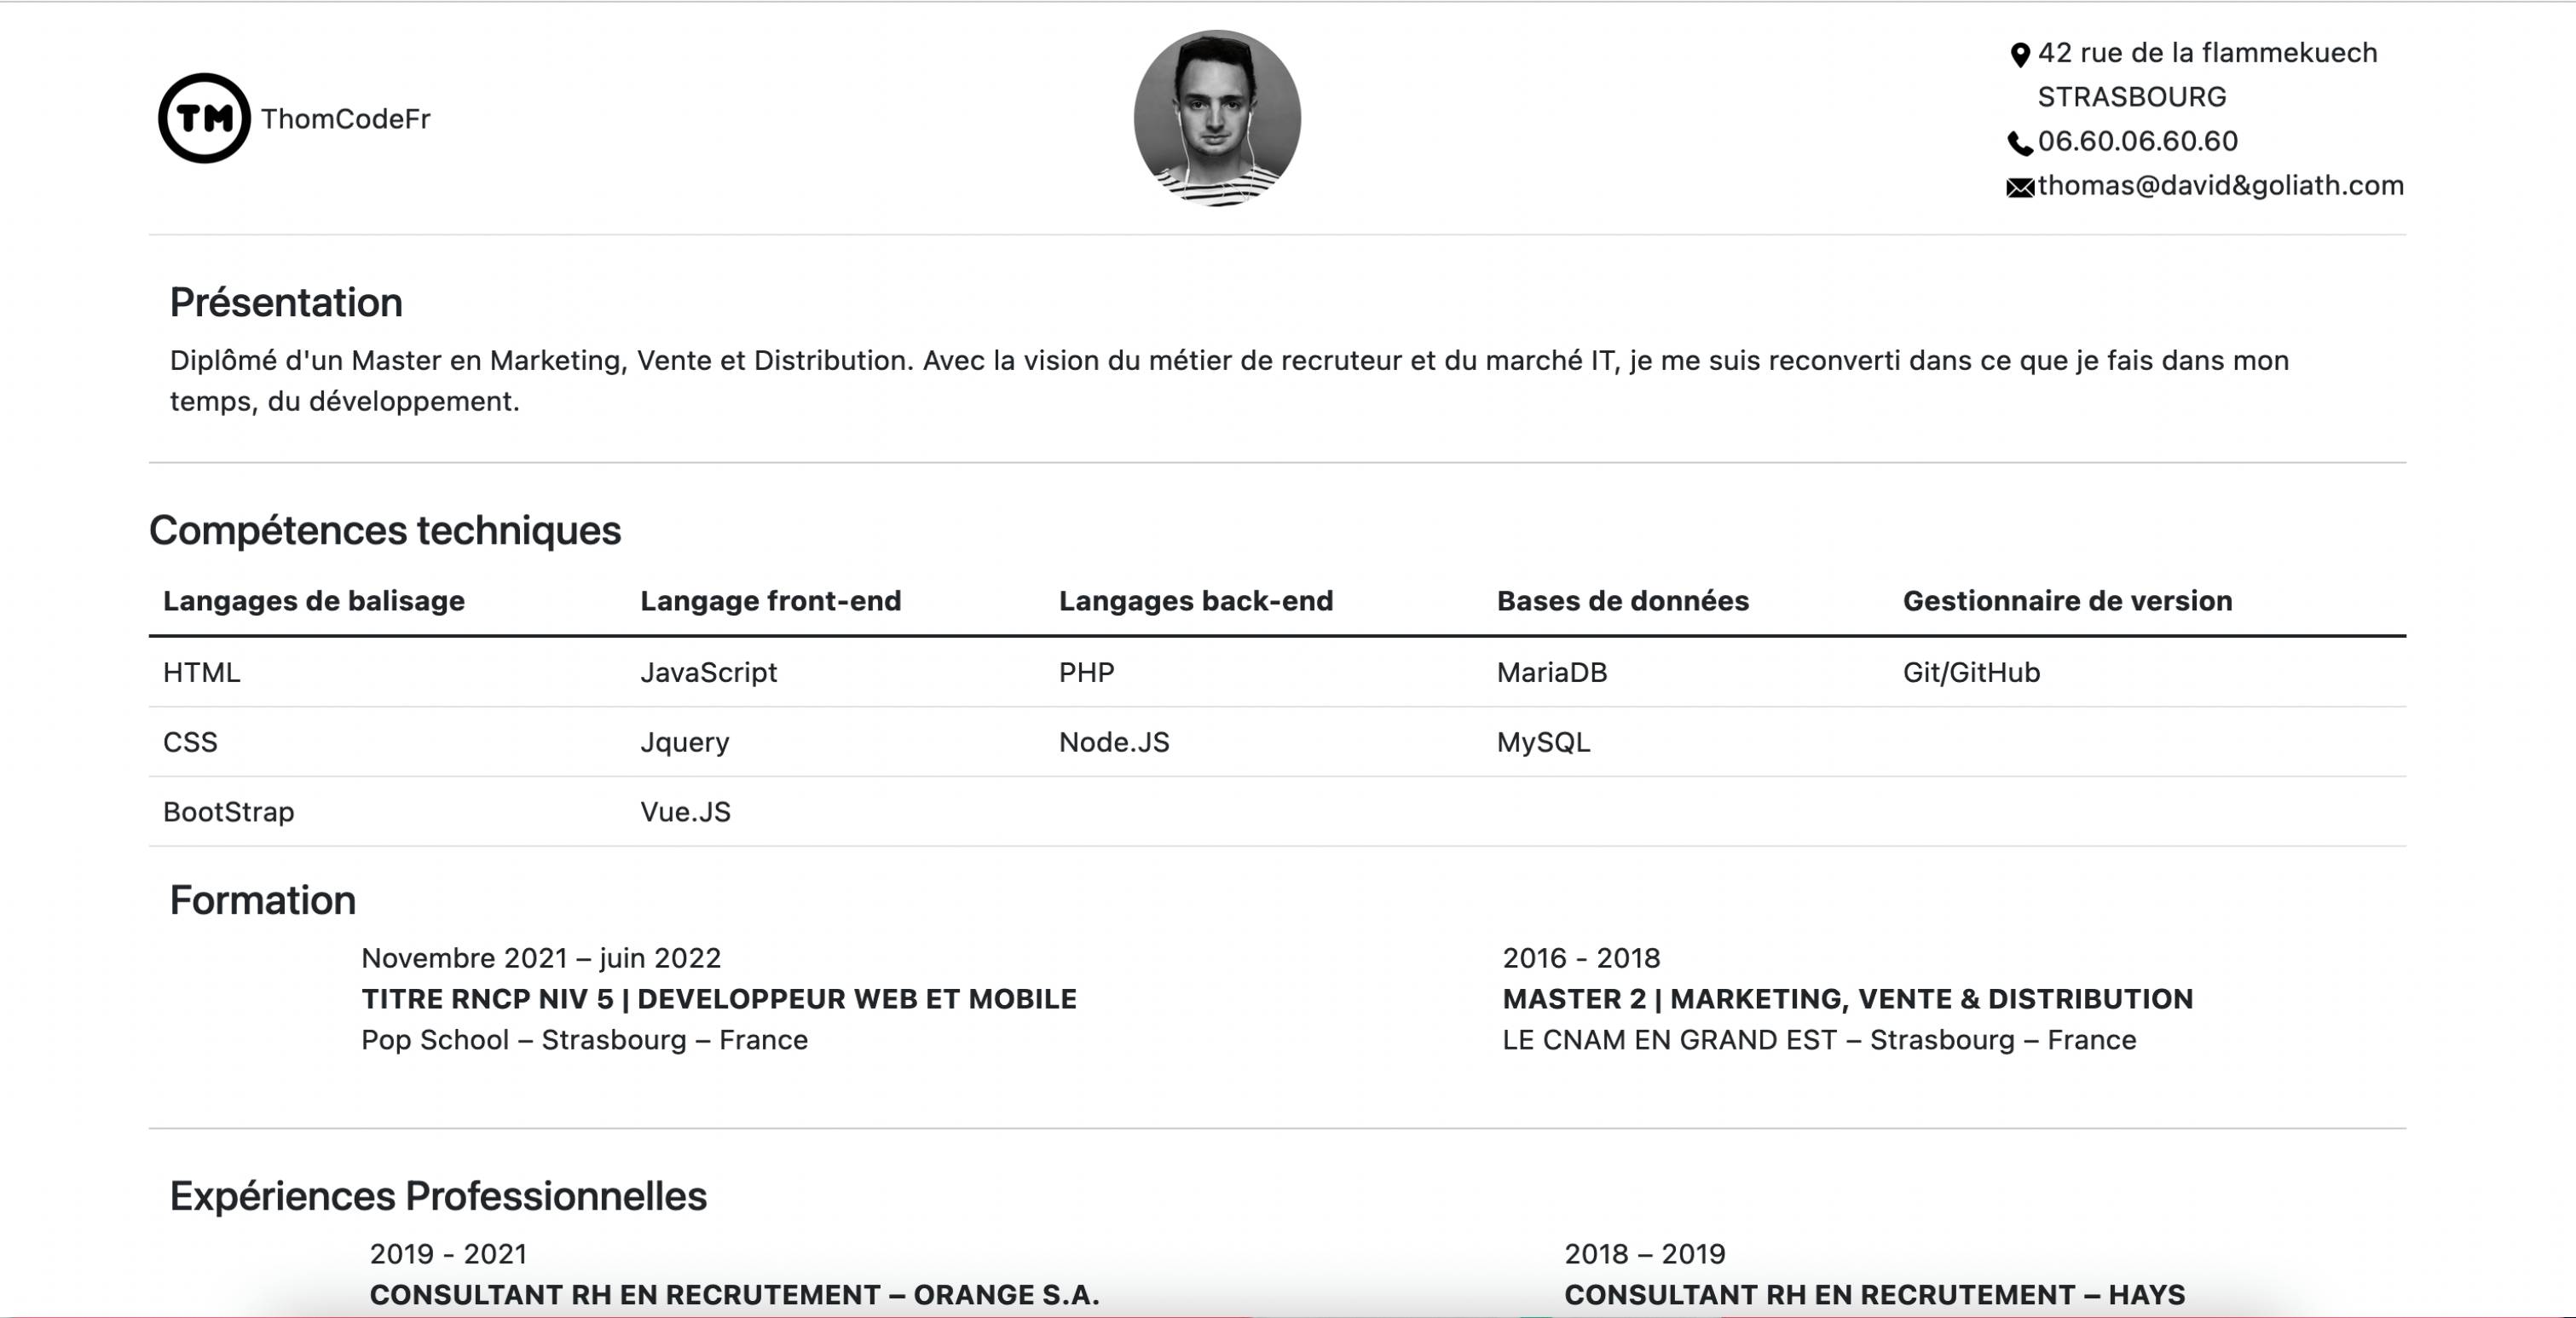 TM ThomCodeFr
42 rue de la flammekuech
STRASBOURG
06.60.06.60.60
thomas@david&goliath.com
Présentation
Diplômé d'un Master en Marketing, Vente et Distribution. Avec la vision du métier de recruteur et du marché IT, je me suis reconverti dans ce que je fais dans mon
temps, du développement.
Compétences techniques
Langages de balisage Langage front-end Langages back-end Bases de données Gestionnaire de version
HTML JavaScript PHP MariaDB Git/GitHub
CSS Jquery Node.JS MySQL
BootStrap Vue.JS
Formation
Novembre 2021 – juin 2022
TITRE RNCP NIV 5 | DEVELOPPEUR WEB ET MOBILE
Pop School – Strasbourg – France
2016 - 2018
MASTER 2 | MARKETING, VENTE & DISTRIBUTION
LE CNAM EN GRAND EST – Strasbourg – France
Expériences Professionnelles
2019 - 2021
CONSULTANT RH EN RECRUTEMENT – ORANGE S.A.
2018 – 2019
CONSULTANT RH EN RECRUTEMENT – HAYS